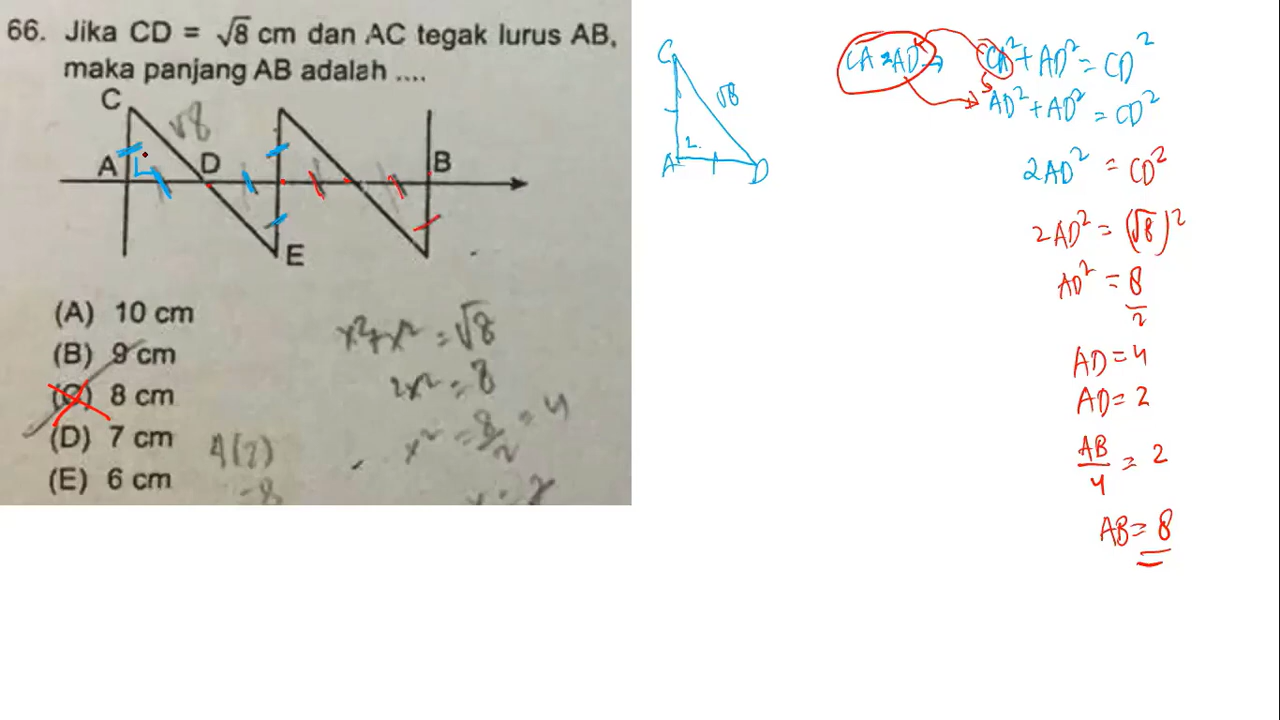 66. Jika CD = √8 cm dan AC tegak lurus AB,
maka panjang AB adalah ....
C
√8
A
D
B
E
(A) 10 cm
(B) 9 cm
(C) 8 cm
(D) 7 cm
(E) 6 cm
x²+x² = √8
2x² = 8
x² = 8/2 = 4
4(2)
=8
C
√8
A
D
CA = AD → CA² + AD² = CD²
AD² + AD² = CD²
2AD² = CD²
2AD² = (√8)²
AD² = 8/2
AD = 4
AD = 2
AB/4 = 2
AB = 8